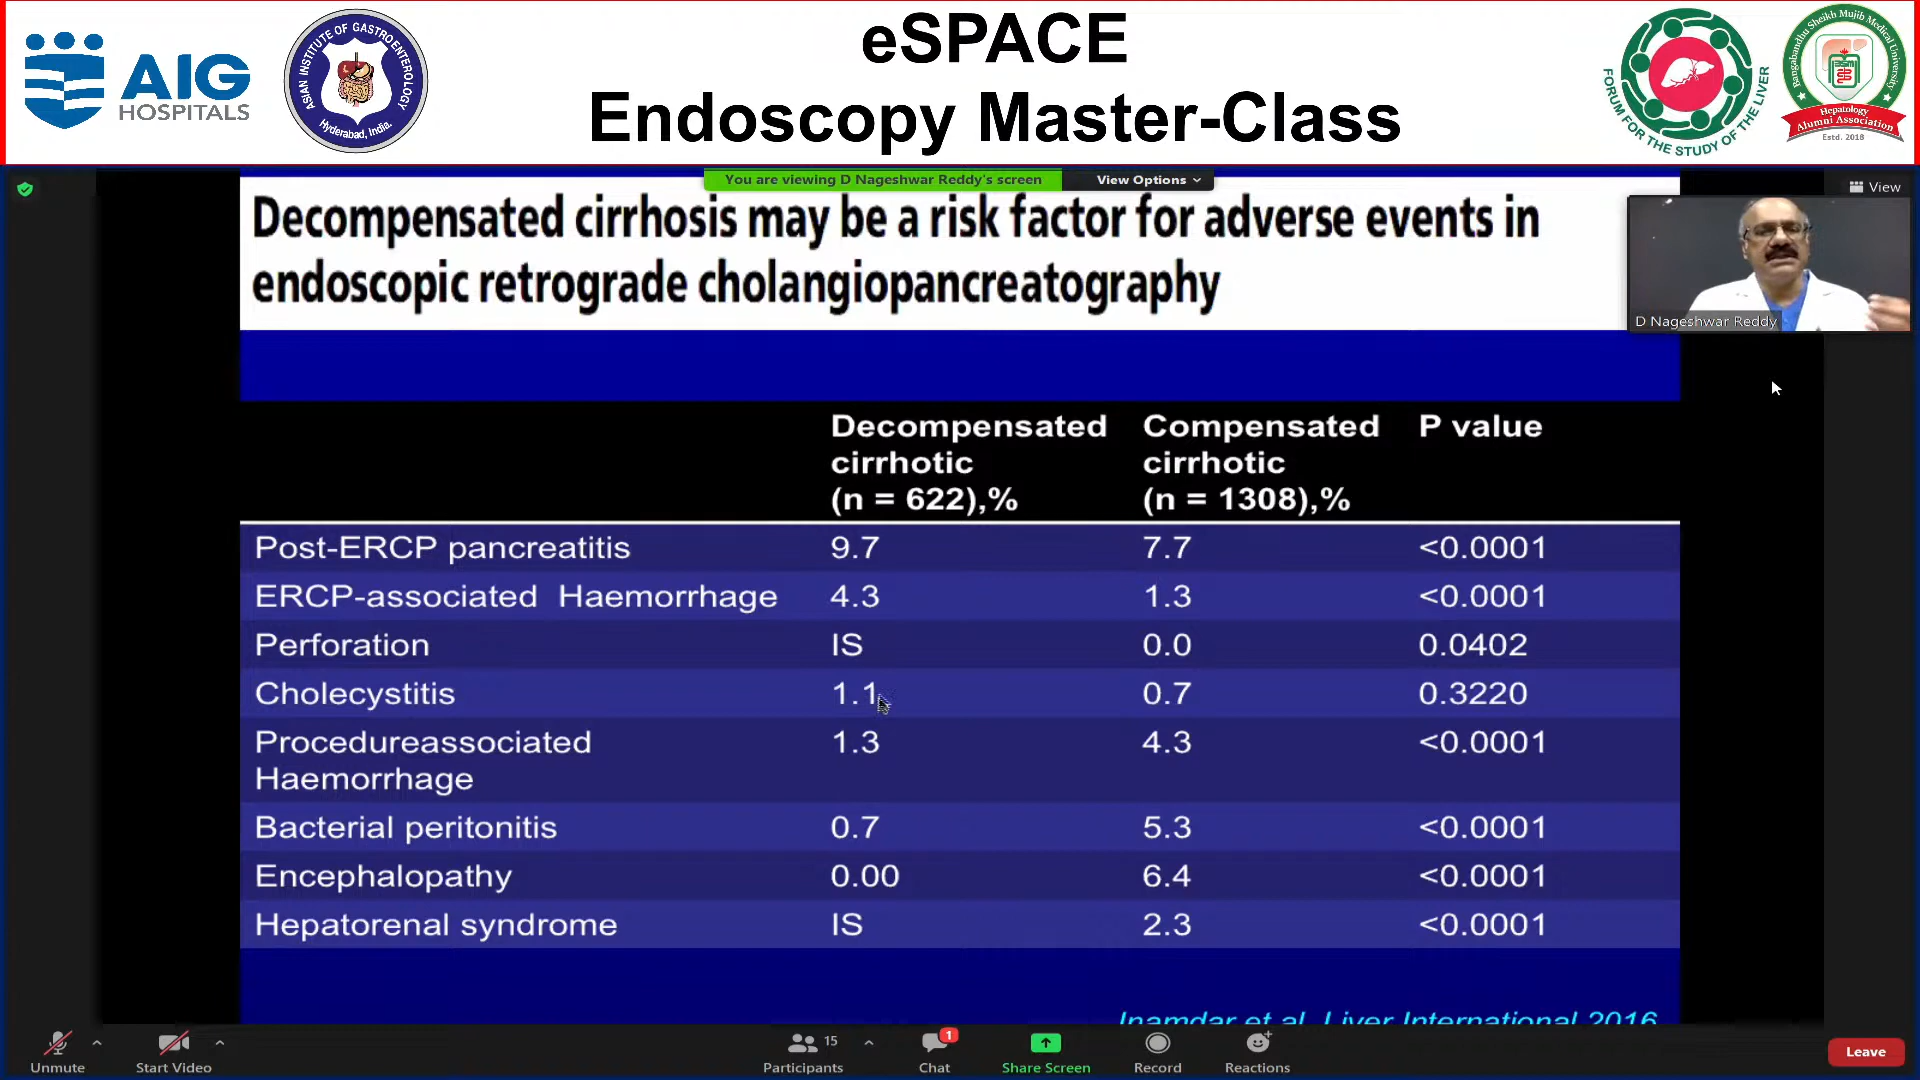 AIG
HOSPITALS
ASIAN INSTITUTE OF GASTROENTEROLOGY
Hyderabad, India.
eSPACE
Endoscopy Master-Class
FORUM FOR THE STUDY OF THE LIVER
Bangabandhu Sheikh Mujib Medical University
Hepatology
Alumni Association
Estd. 2018
You are viewing D Nageshwar Reddy's screen
View Options
View
Decompensated cirrhosis may be a risk factor for adverse events in
endoscopic retrograde cholangiopancreatography
D Nageshwar Reddy
Decompensated cirrhotic (n = 622),% Compensated cirrhotic (n = 1308),% P value
Post-ERCP pancreatitis 9.7 7.7 <0.0001
ERCP-associated Haemorrhage 4.3 1.3 <0.0001
Perforation IS 0.0 0.0402
Cholecystitis 1.1 0.7 0.3220
Procedureassociated Haemorrhage 1.3 4.3 <0.0001
Bacterial peritonitis 0.7 5.3 <0.0001
Encephalopathy 0.00 6.4 <0.0001
Hepatorenal syndrome IS 2.3 <0.0001
Inamdar et al. Liver International 2016
Unmute
Start Video
15
Participants
1
Chat
Share Screen
Record
Reactions
Leave